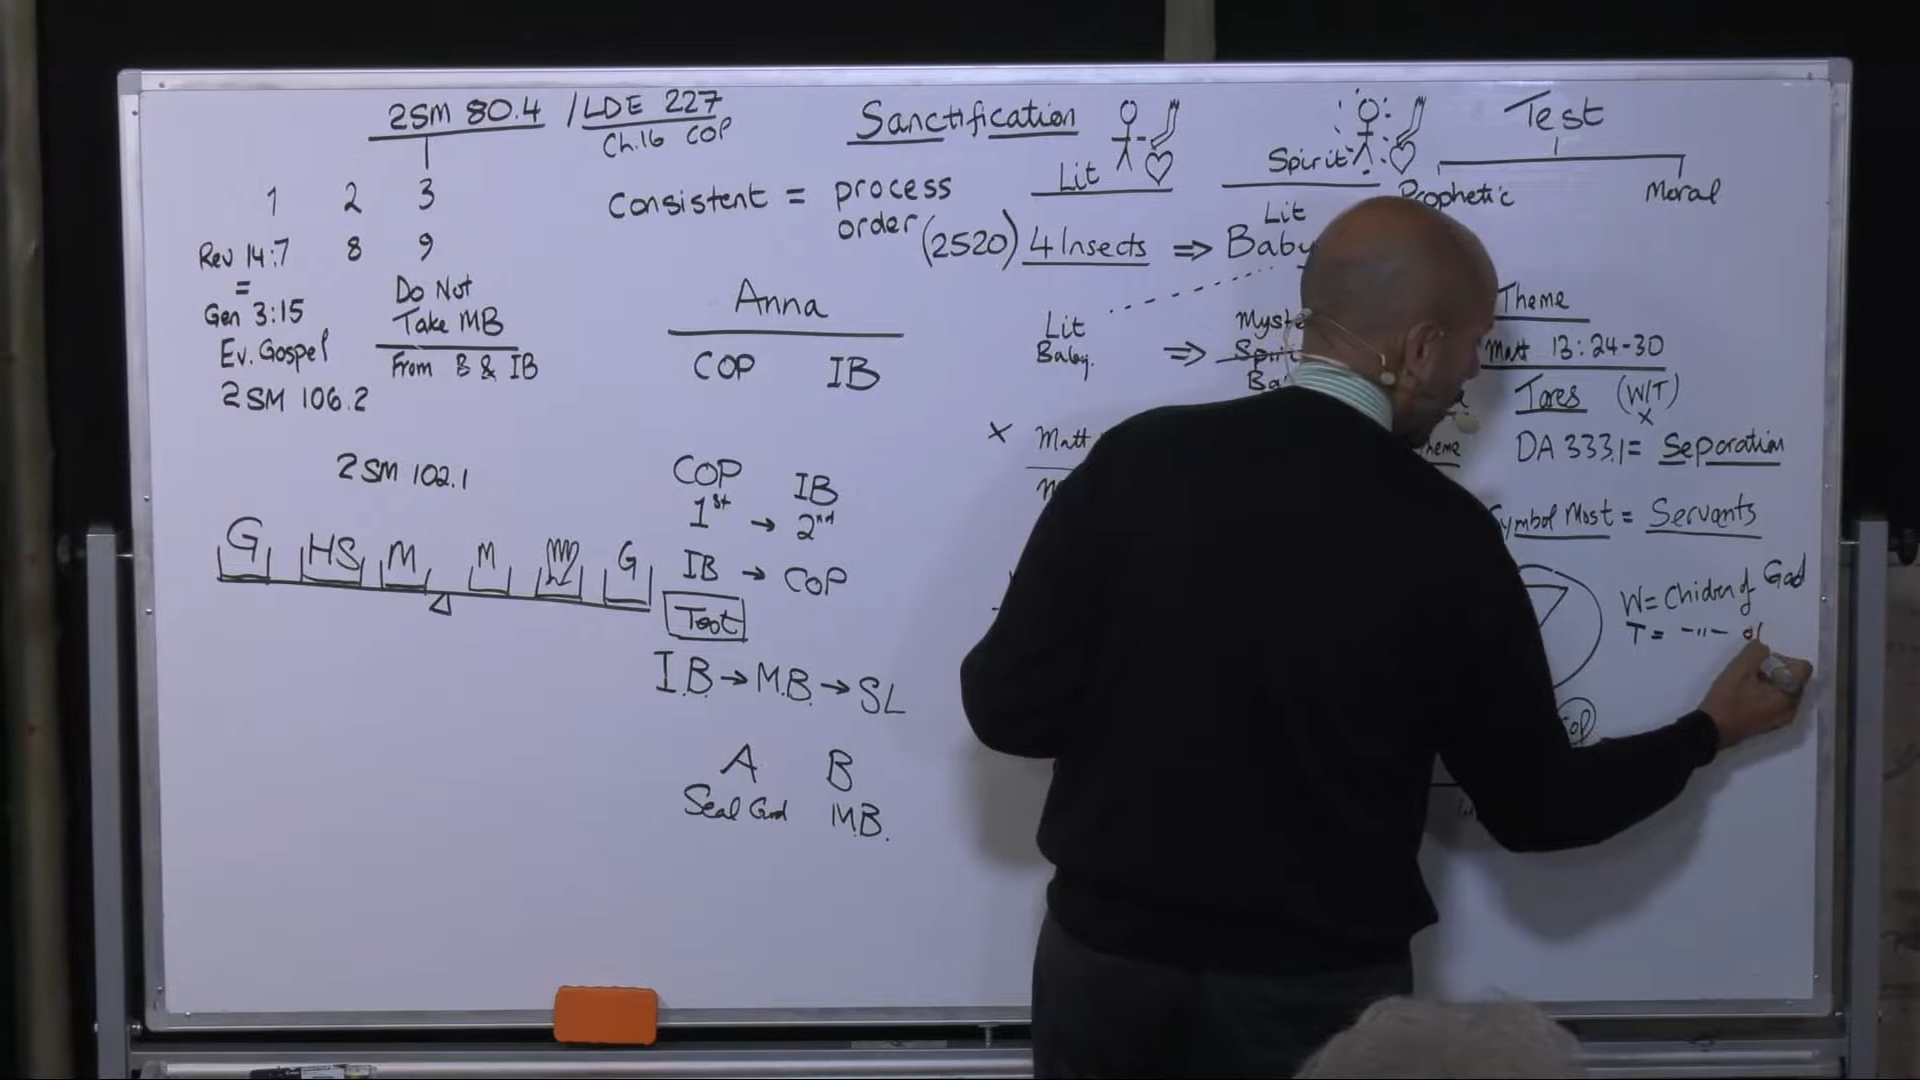 2SM 80.4 / LDE 227
Ch.16 COP
1 2 3
Rev 14:7 8 9
=
Gen 3:15
Ev. Gospel
2SM 106.2
Do Not
Take MB
From B & IB
2SM 102.1
G HS M M G
Sanctification
Consistent = process
order
(2520) 4 Insects ⇒ Baby
Lit
Spirit
Lit
Anna
COP IB
COP IB
1st → 2nd
IB → COP
Test
I.B. → M.B. → SL
A B
Seal God M.B.
Lit
Baby. ⇒
Myste
Spir
Ba
x Matt
Test
Prophetic Moral
Theme
Matt 13:24-30
Tares (W/T)
x
DA 333.1 = Separation
Symbol Most = Servants
W = Chidren of God
T = -"- of
COP